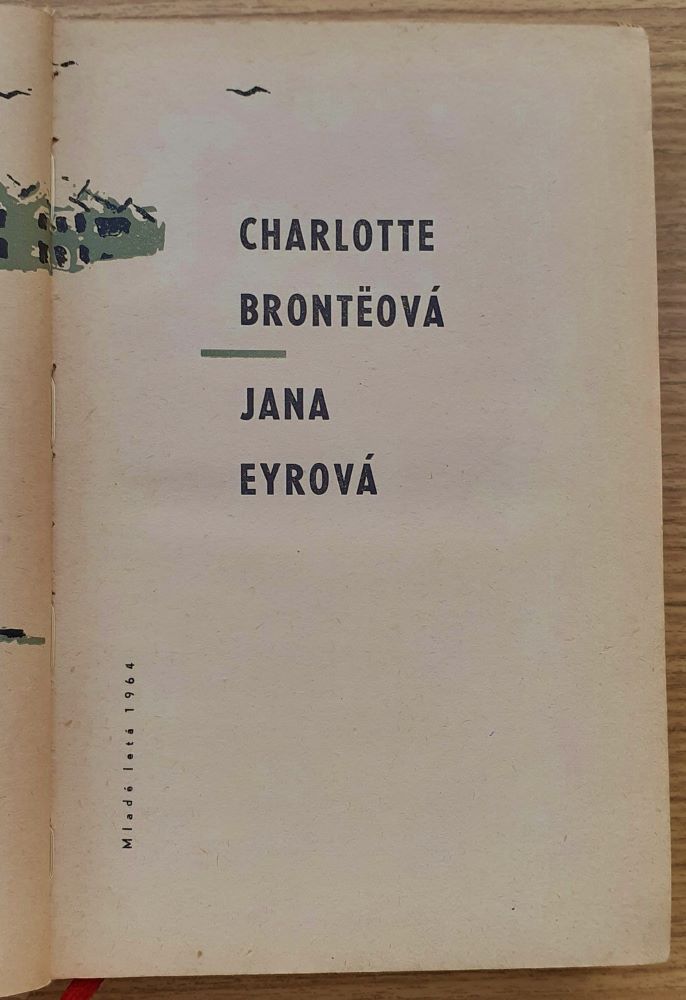 CHARLOTTE
BRONTËOVÁ
JANA
EYROVÁ
Mladé letá 1964